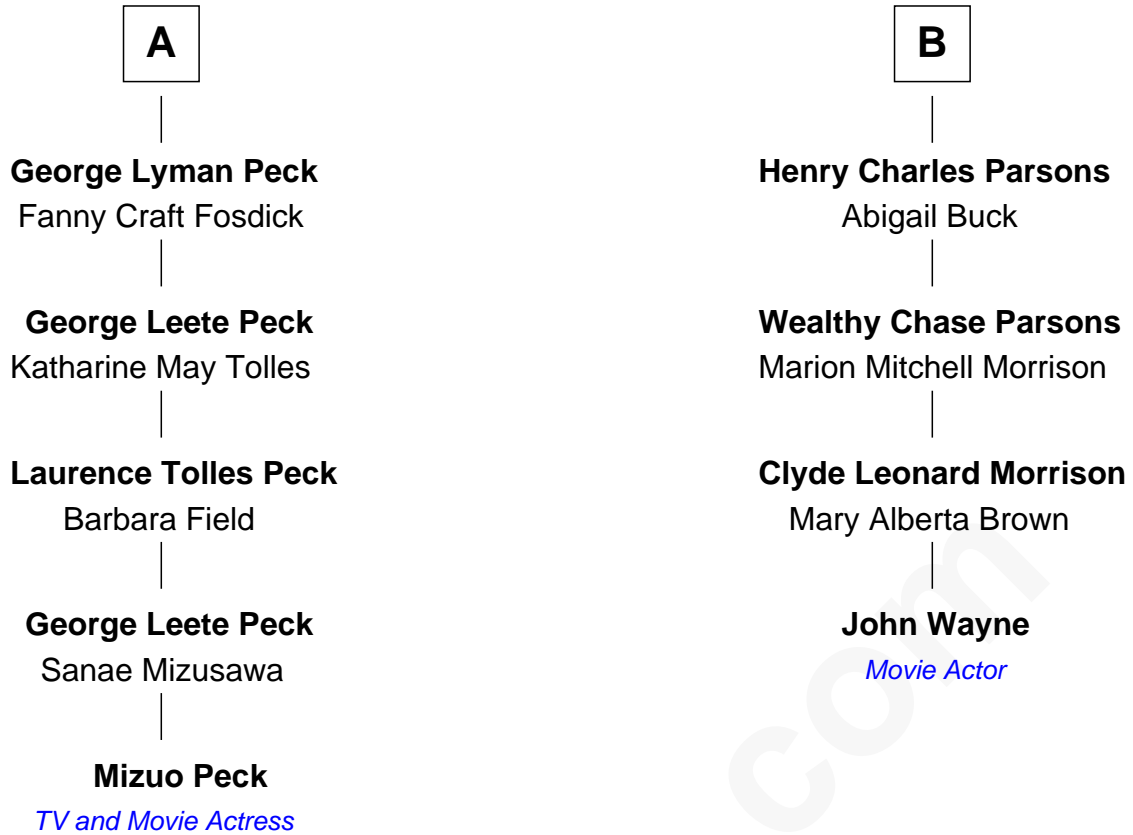 A
George Lyman Peck
Fanny Craft Fosdick
George Leete Peck
Katharine May Tolles
Laurence Tolles Peck
Barbara Field
George Leete Peck
Sanae Mizusawa
Mizuo Peck
TV and Movie Actress
B
Henry Charles Parsons
Abigail Buck
Wealthy Chase Parsons
Marion Mitchell Morrison
Clyde Leonard Morrison
Mary Alberta Brown
John Wayne
Movie Actor
com